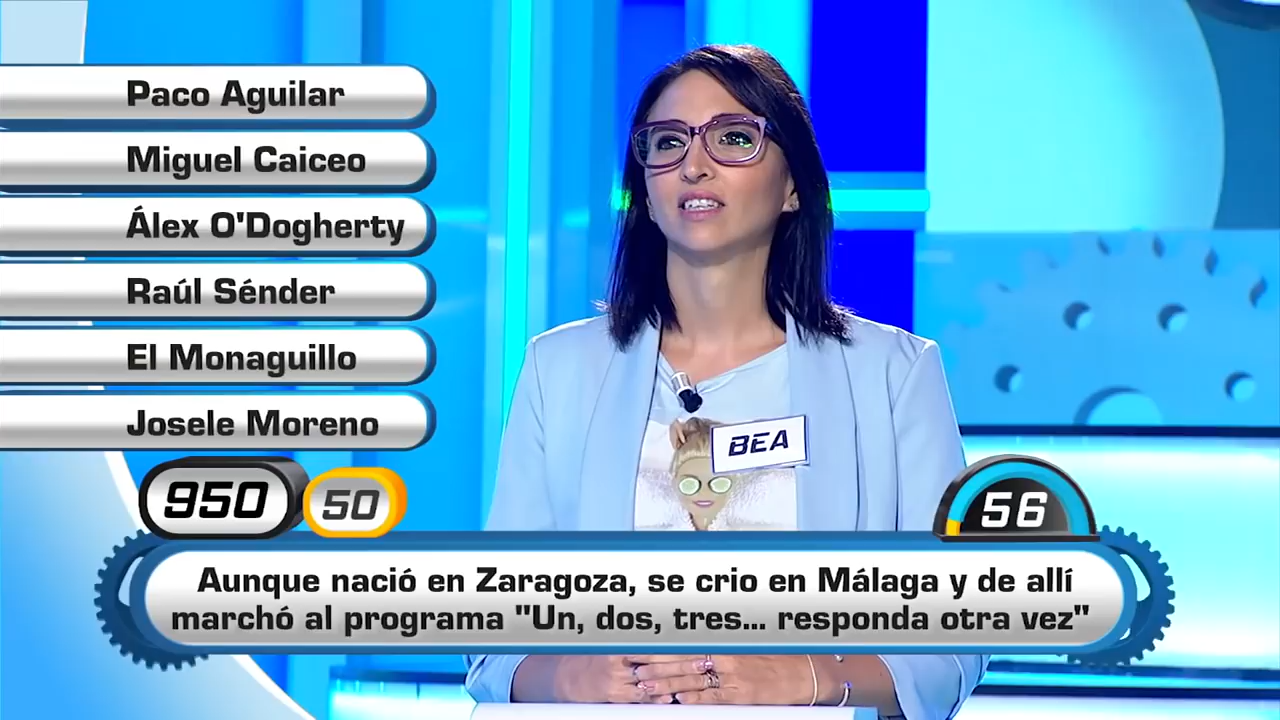 Paco Aguilar
Miguel Caiceo
Álex O'Dogherty
Raúl Sénder
El Monaguillo
Josele Moreno
BEA
950
50
56
Aunque nació en Zaragoza, se crio en Málaga y de allí
marchó al programa "Un, dos, tres... responda otra vez"